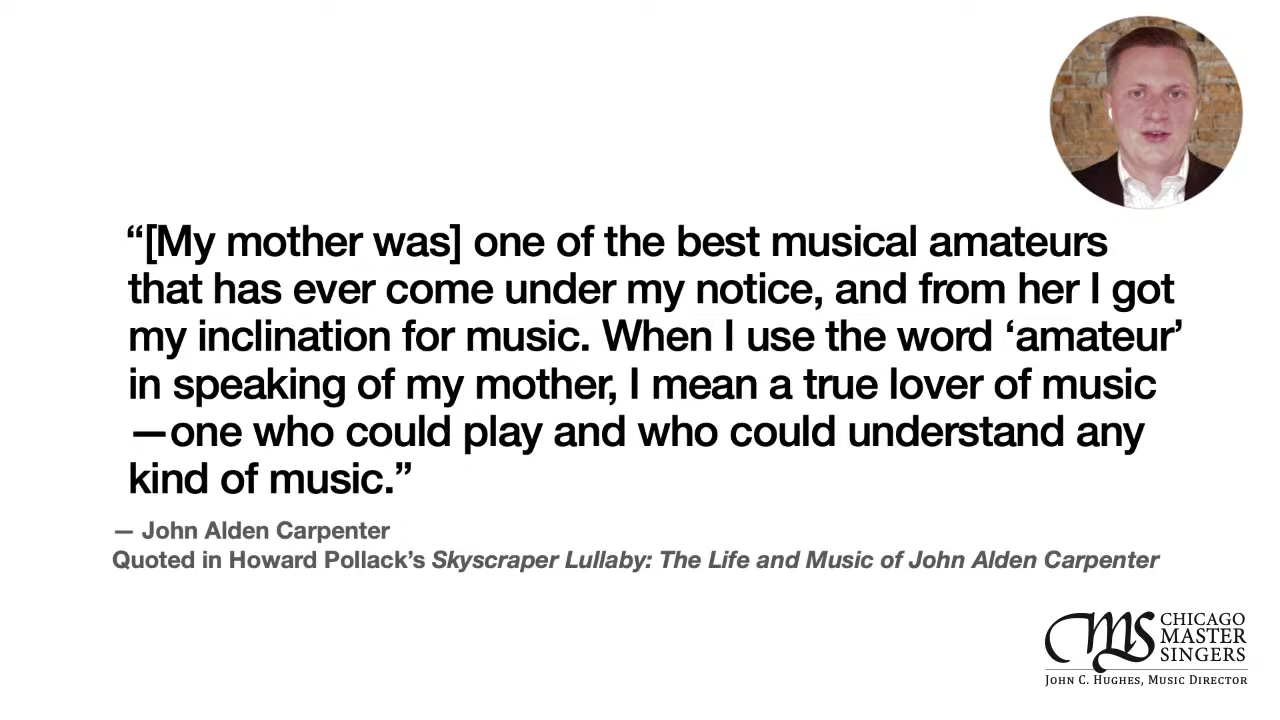 “[My mother was] one of the best musical amateurs
that has ever come under my notice, and from her I got
my inclination for music. When I use the word ‘amateur’
in speaking of my mother, I mean a true lover of music
—one who could play and who could understand any
kind of music.”
— John Alden Carpenter
Quoted in Howard Pollack’s Skyscraper Lullaby: The Life and Music of John Alden Carpenter
CMS CHICAGO
MASTER
SINGERS
John C. Hughes, Music Director